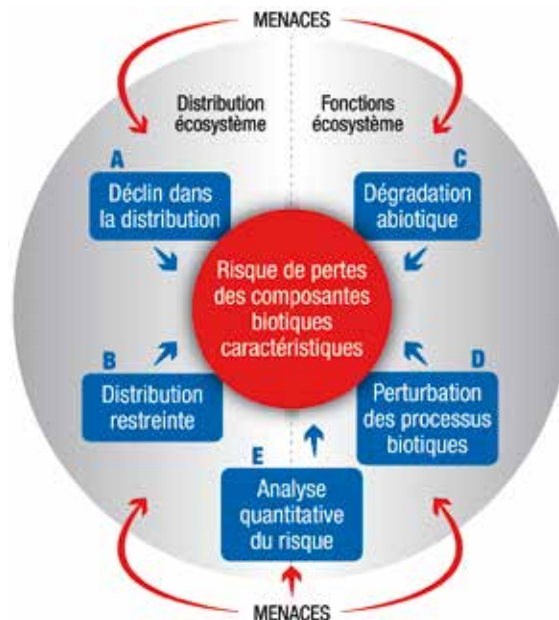 MENACES
Distribution
écosystème
Fonctions
écosystème
A
Déclin dans
la distribution
C
Dégradation
abiotique
Risque de pertes
des composantes
biotiques
caractéristiques
B
Distribution
restreinte
D
Perturbation
des processus
biotiques
E
Analyse
quantitative
du risque
MENACES